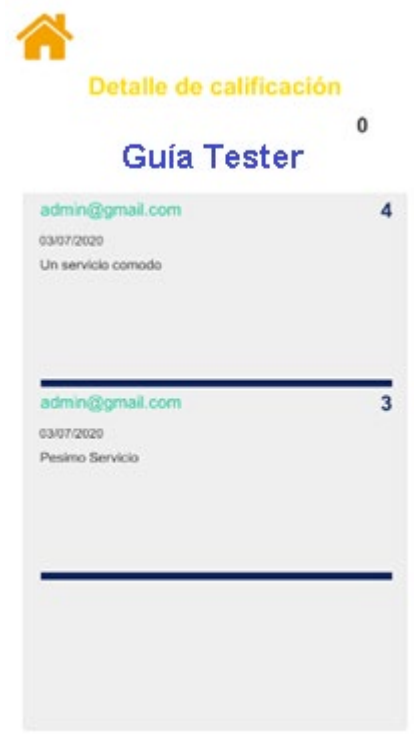 Detalle de calificación
0
Guía Tester
admin@gmail.com 4
03/07/2020
Un servicio comodo
admin@gmail.com 3
03/07/2020
Pesimo Servicio